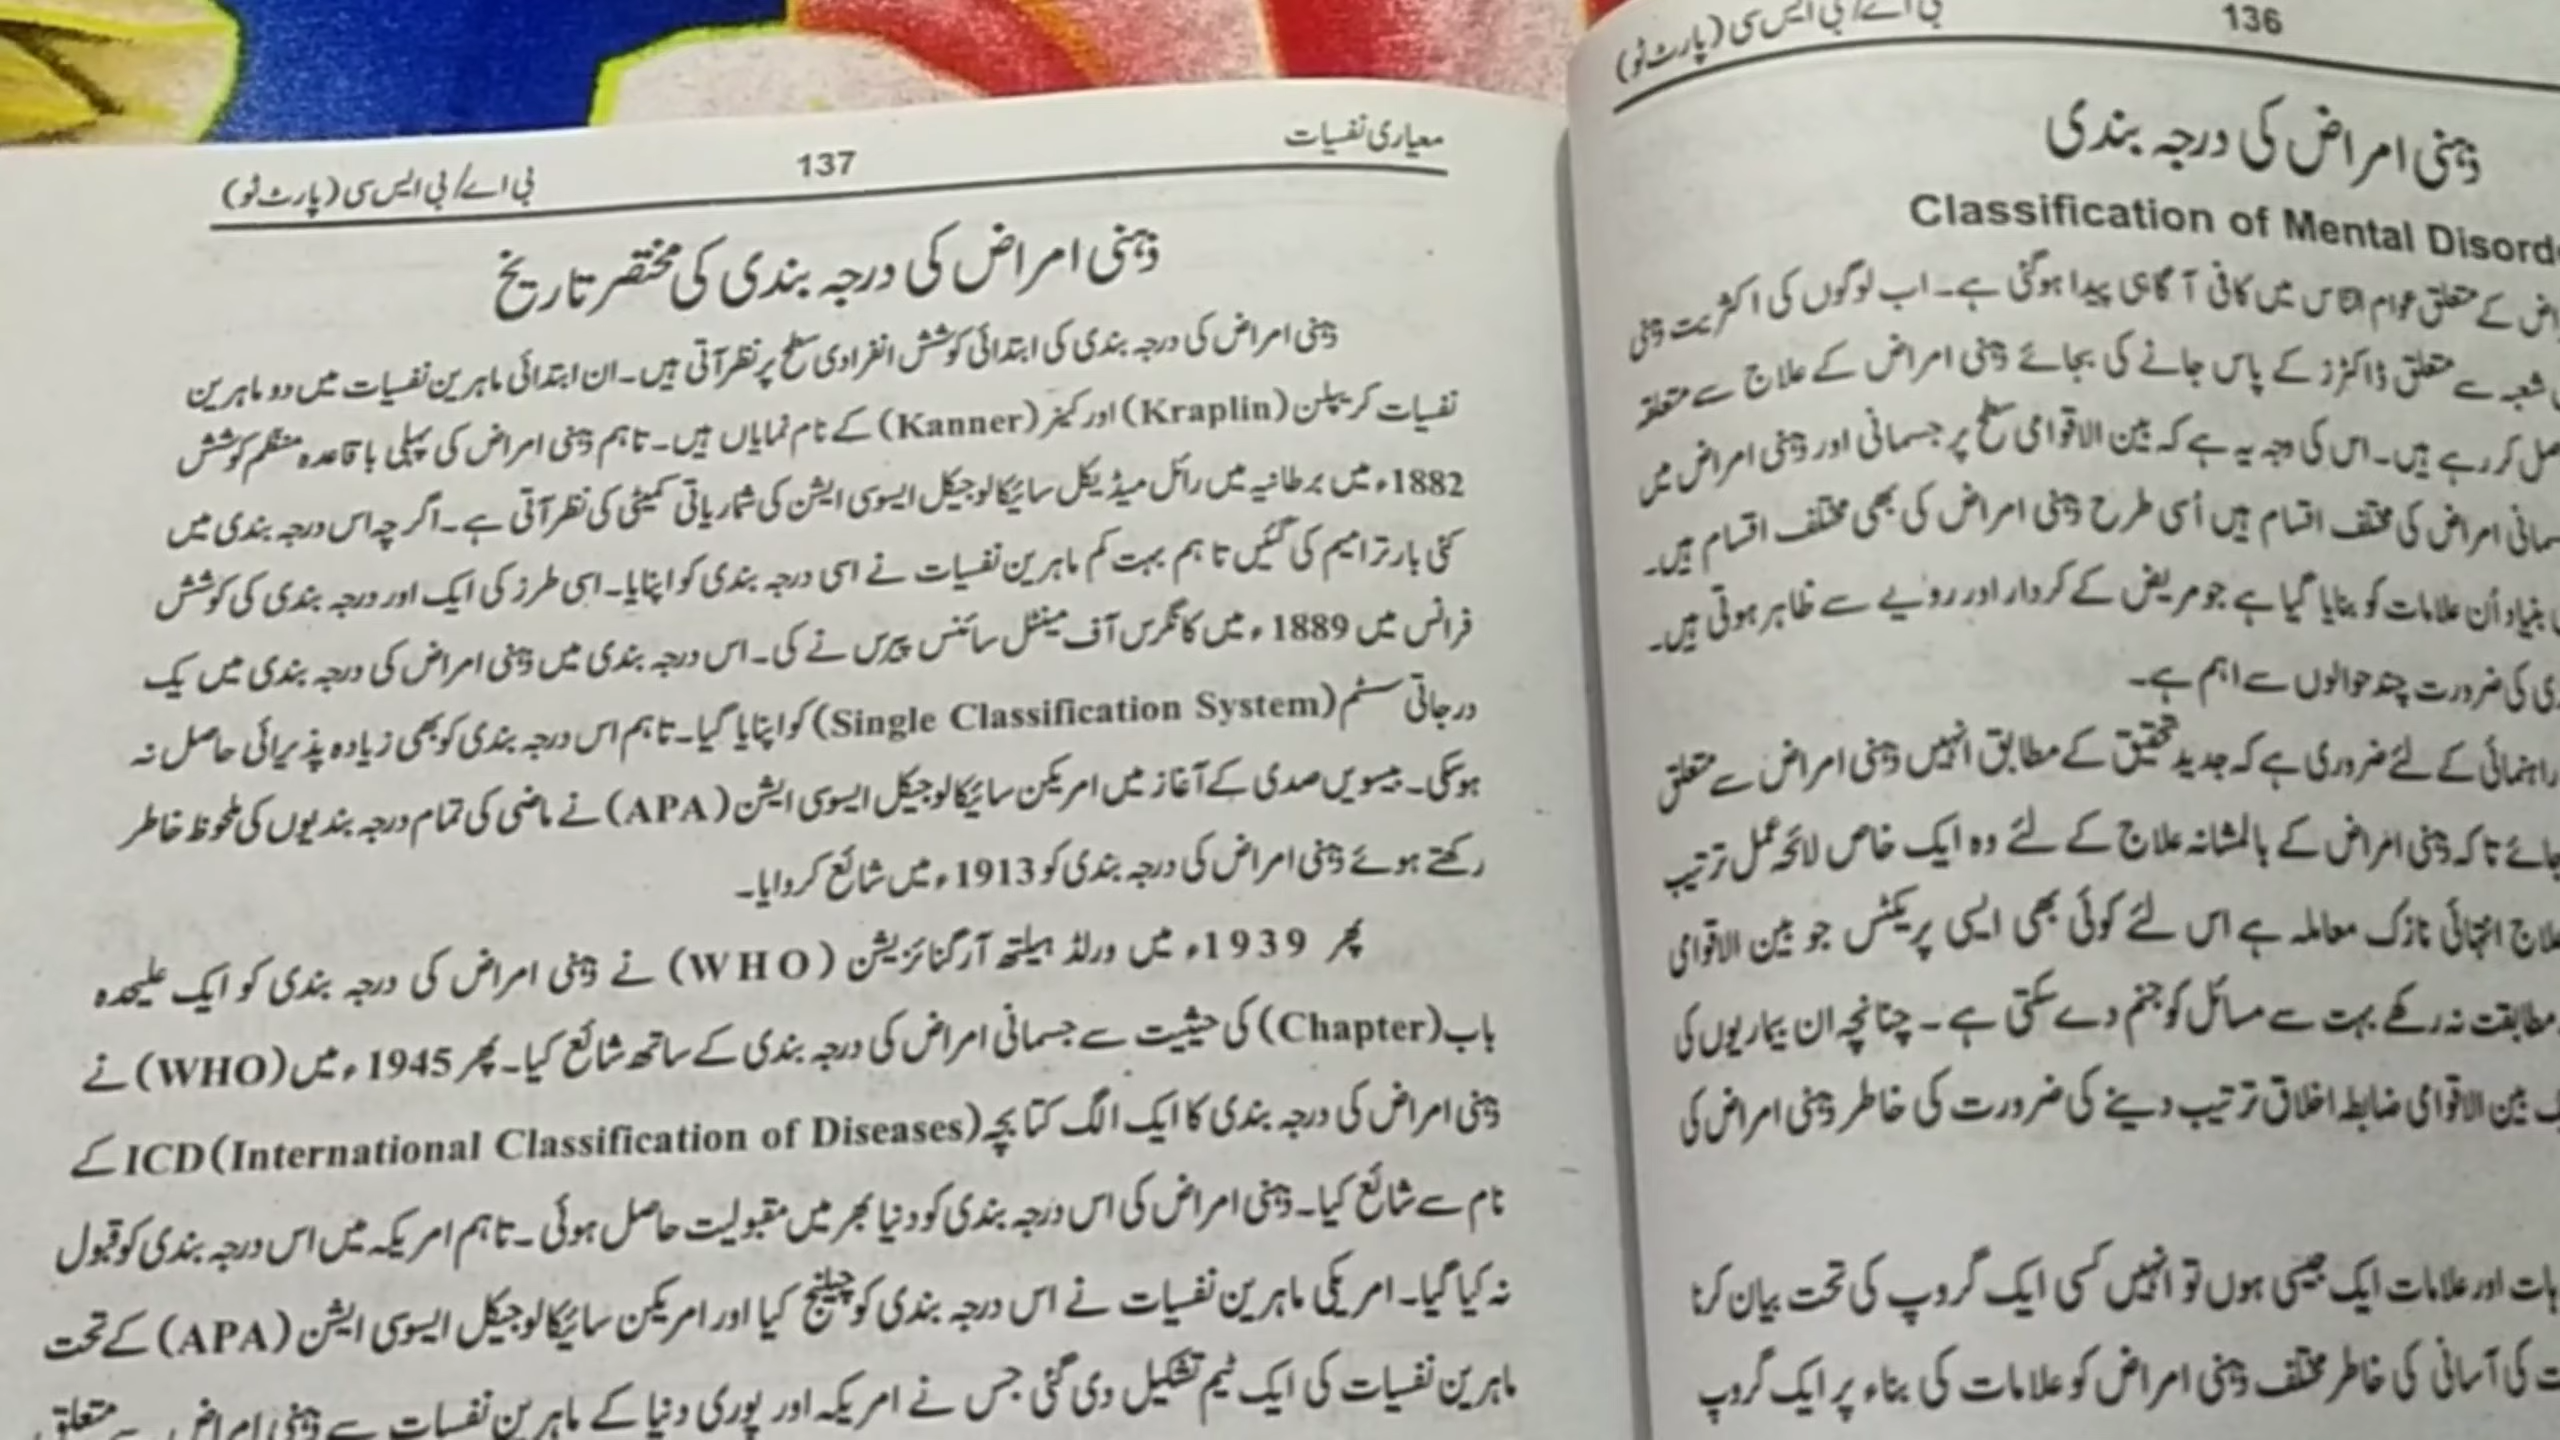 بی اے/بی ایس سی (پارٹ ٹو)
136
ذہنی امراض کی درجہ بندی
Classification of Mental
کے متعلق عوام الناس میں کافی آگاہی پیدا ہوگئی ہے۔ اب لوگوں کی اکثریت ذہنی
شعبہ سے متعلق ڈاکٹرز کے پاس جانے کی بجائے ذہنی امراض کے علاج سے متعلقہ
کر رہے ہیں۔ اس کی وجہ یہ ہے کہ بین الاقوامی سطح پر جسمانی اور ذہنی امراض میں
امراض کی مختلف اقسام ہیں اُسی طرح ذہنی امراض کی بھی مختلف اقسام ہیں۔
بنیاد اُن علامات کو بنایا گیا ہے جو مریض کے کردار اور رویے سے ظاہر ہوتی ہیں۔
کی ضرورت چند حوالوں سے اہم ہے۔
راہنمائی کے لئے ضروری ہے کہ جدید تحقیق کے مطابق انہیں ذہنی امراض سے متعلق
جائے تاکہ ذہنی امراض کے بالمشانہ علاج کے لئے وہ ایک خاص لائحہ عمل ترتیب
علاج انتہائی نازک معاملہ ہے اس لئے کوئی بھی ایسی پریکٹس جو بین الاقوامی
مطابقت نہ رکھے بہت سے مسائل کو جنم دے سکتی ہے۔ چنانچہ ان بیماریوں کی
بین الاقوامی ضابطہ اخلاق ترتیب دینے کی ضرورت کی خاطر ذہنی امراض کی
اور علامات ایک جیسی ہوں تو انہیں کسی ایک گروپ کی تحت بیان کرنا
کی آسانی کی خاطر مختلف ذہنی امراض کو علامات کی بناء پر ایک گروپ
معیاری نفسیات
137
بی اے/بی ایس سی (پارٹ ٹو)
ذہنی امراض کی درجہ بندی کی مختصر تاریخ
ذہنی امراض کی درجہ بندی کی ابتدائی کوشش انفرادی سطح پر نظر آتی ہیں۔ ان ابتدائی ماہرین نفسیات میں دو ماہرین
نفسیات کریپلن (Kraplin) اور کینر (Kanner) کے نام نمایاں ہیں۔ تاہم ذہنی امراض کی پہلی باقاعدہ منظم کوشش
1882ء میں برطانیہ میں رائل میڈیکل سائیکالوجیکل ایسوسی ایشن کی شماریاتی کمیٹی کی نظر آتی ہے۔ اگرچہ اس درجہ بندی میں
کئی بار ترامیم کی گئیں تاہم بہت کم ماہرین نفسیات نے اسی درجہ بندی کو اپنایا۔ اسی طرز کی ایک اور درجہ بندی کی کوشش
فرانس میں 1889ء میں کانگرس آف مینٹل سائنس پیرس نے کی۔ اس درجہ بندی میں ذہنی امراض کی درجہ بندی میں یک
درجاتی سسٹم (Single Classification System) کو اپنایا گیا۔ تاہم اس درجہ بندی کو بھی زیادہ پذیرائی حاصل نہ
ہوسکی۔ بیسویں صدی کے آغاز میں امریکن سائیکالوجیکل ایسوسی ایشن (APA) نے ماضی کی تمام درجہ بندیوں کی ملحوظ خاطر
رکھتے ہوئے ذہنی امراض کی درجہ بندی کو 1913ء میں شائع کروایا۔
پھر 1939ء میں ورلڈ ہیلتھ آرگنائزیشن (WHO) نے ذہنی امراض کی درجہ بندی کو ایک علیحدہ
باب (Chapter) کی حیثیت سے جسمانی امراض کی درجہ بندی کے ساتھ شائع کیا۔ پھر 1945ء میں (WHO) نے
ذہنی امراض کی درجہ بندی کا ایک الگ کتابچہ ICD (International Classification of Diseases) کے
نام سے شائع کیا۔ ذہنی امراض کی اس درجہ بندی کو دنیا بھر میں مقبولیت حاصل ہوئی۔ تاہم امریکہ میں اس درجہ بندی کو قبول
نہ کیا گیا۔ امریکی ماہرین نفسیات نے اس درجہ بندی کو چیلنج کیا اور امریکن سائیکالوجیکل ایسوسی ایشن (APA) کے تحت
ماہرین نفسیات کی ایک ٹیم تشکیل دی گئی جس نے امریکہ اور پوری دنیا کے ماہرین نفسیات سے ذہنی امراض سے متعلق